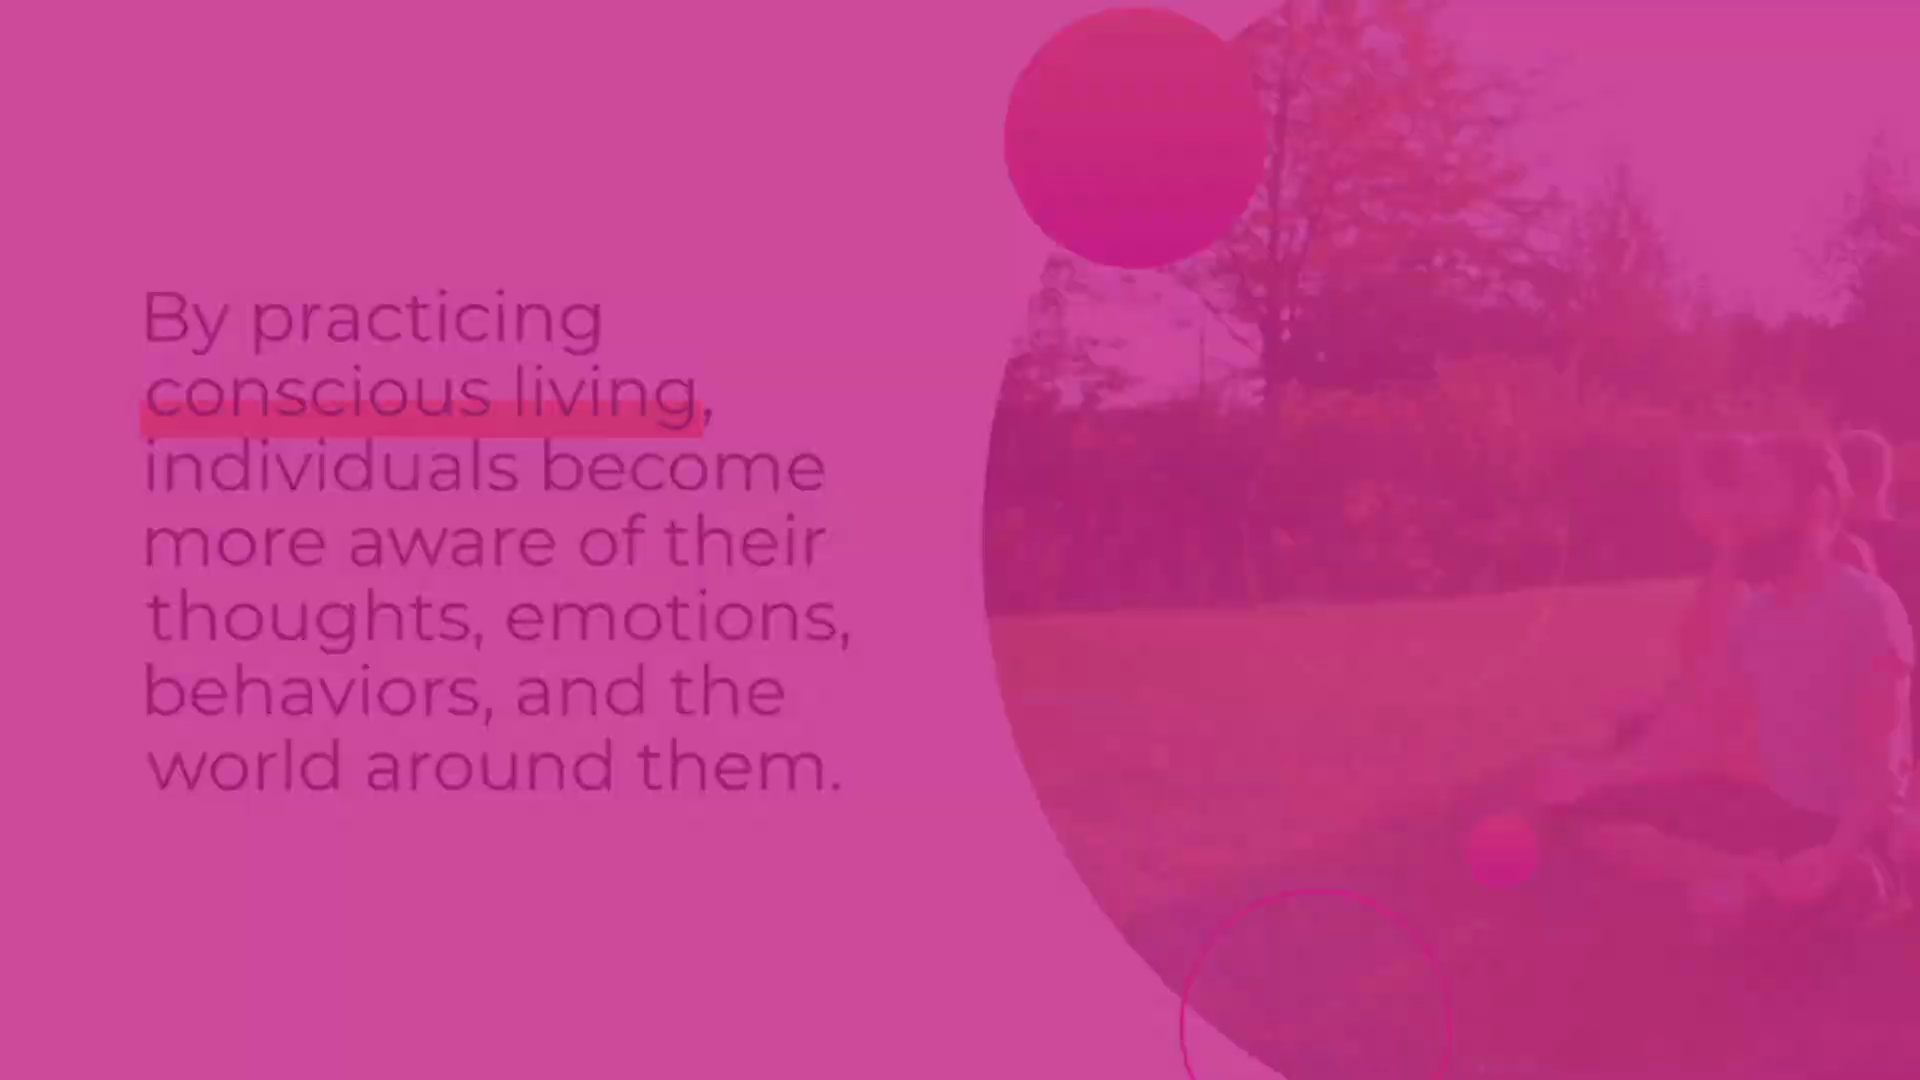 By practicing
conscious living,
individuals become
more aware of their
thoughts, emotions,
behaviors, and the
world around them.